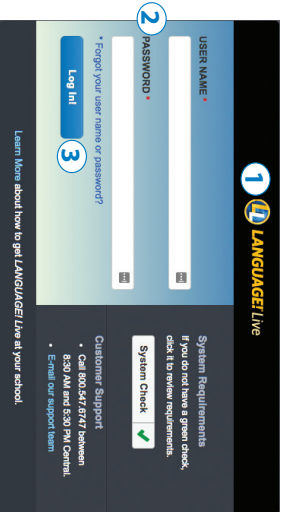 1
LANGUAGE! Live
USER NAME *
2
PASSWORD *
* Forgot your user name or password?
Log In!
3
System Requirements
If you do not have a green check,
click it to review requirements.
System Check
Customer Support
• Call 800.547.6747 between
8:30 AM and 5:30 PM Central.
• E-mail our support team
Learn More about how to get LANGUAGE! Live at your school.